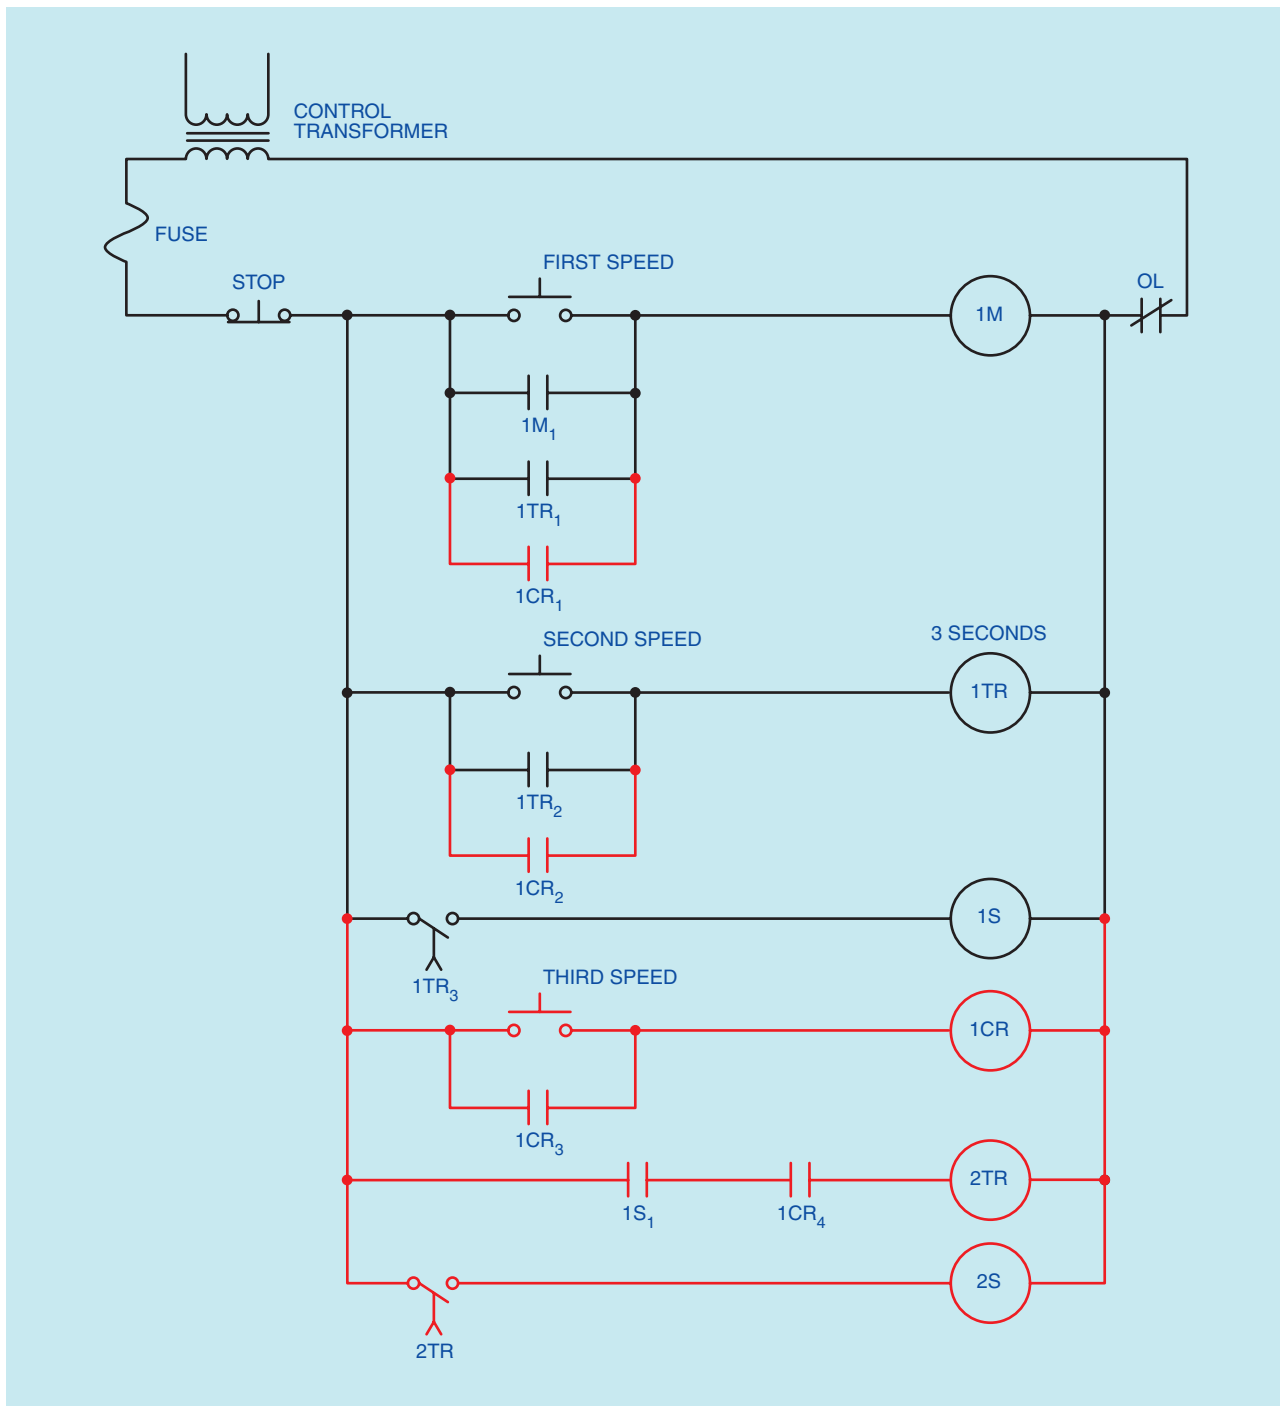 CONTROL
TRANSFORMER
FUSE
STOP
FIRST SPEED
1M
OL
1M₁
1TR₁
1CR₁
SECOND SPEED
3 SECONDS
1TR
1TR₂
1CR₂
1S
1TR₃
THIRD SPEED
1CR
1CR₃
2TR
1S₁
1CR₄
2S
2TR